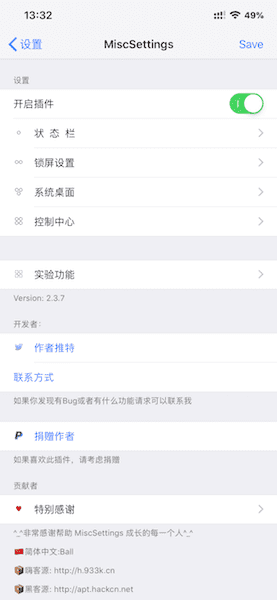 13:32
49%
设置
MiscSettings
Save
设置
开启插件
状 态 栏
锁屏设置
系统桌面
控制中心
实验功能
Version: 2.3.7
开发者:
作者推特
联系方式
如果你发现有Bug或者有什么功能请求可以联系我
捐赠作者
如果喜欢此插件，请考虑捐赠
贡献者
特别感谢
^_^非常感谢帮助 MiscSettings 成长的每一个人^_^
🇨🇳简体中文:Bail
📦嗨客源: http://h.933k.cn
📦黑客源: http://apt.hackcn.net